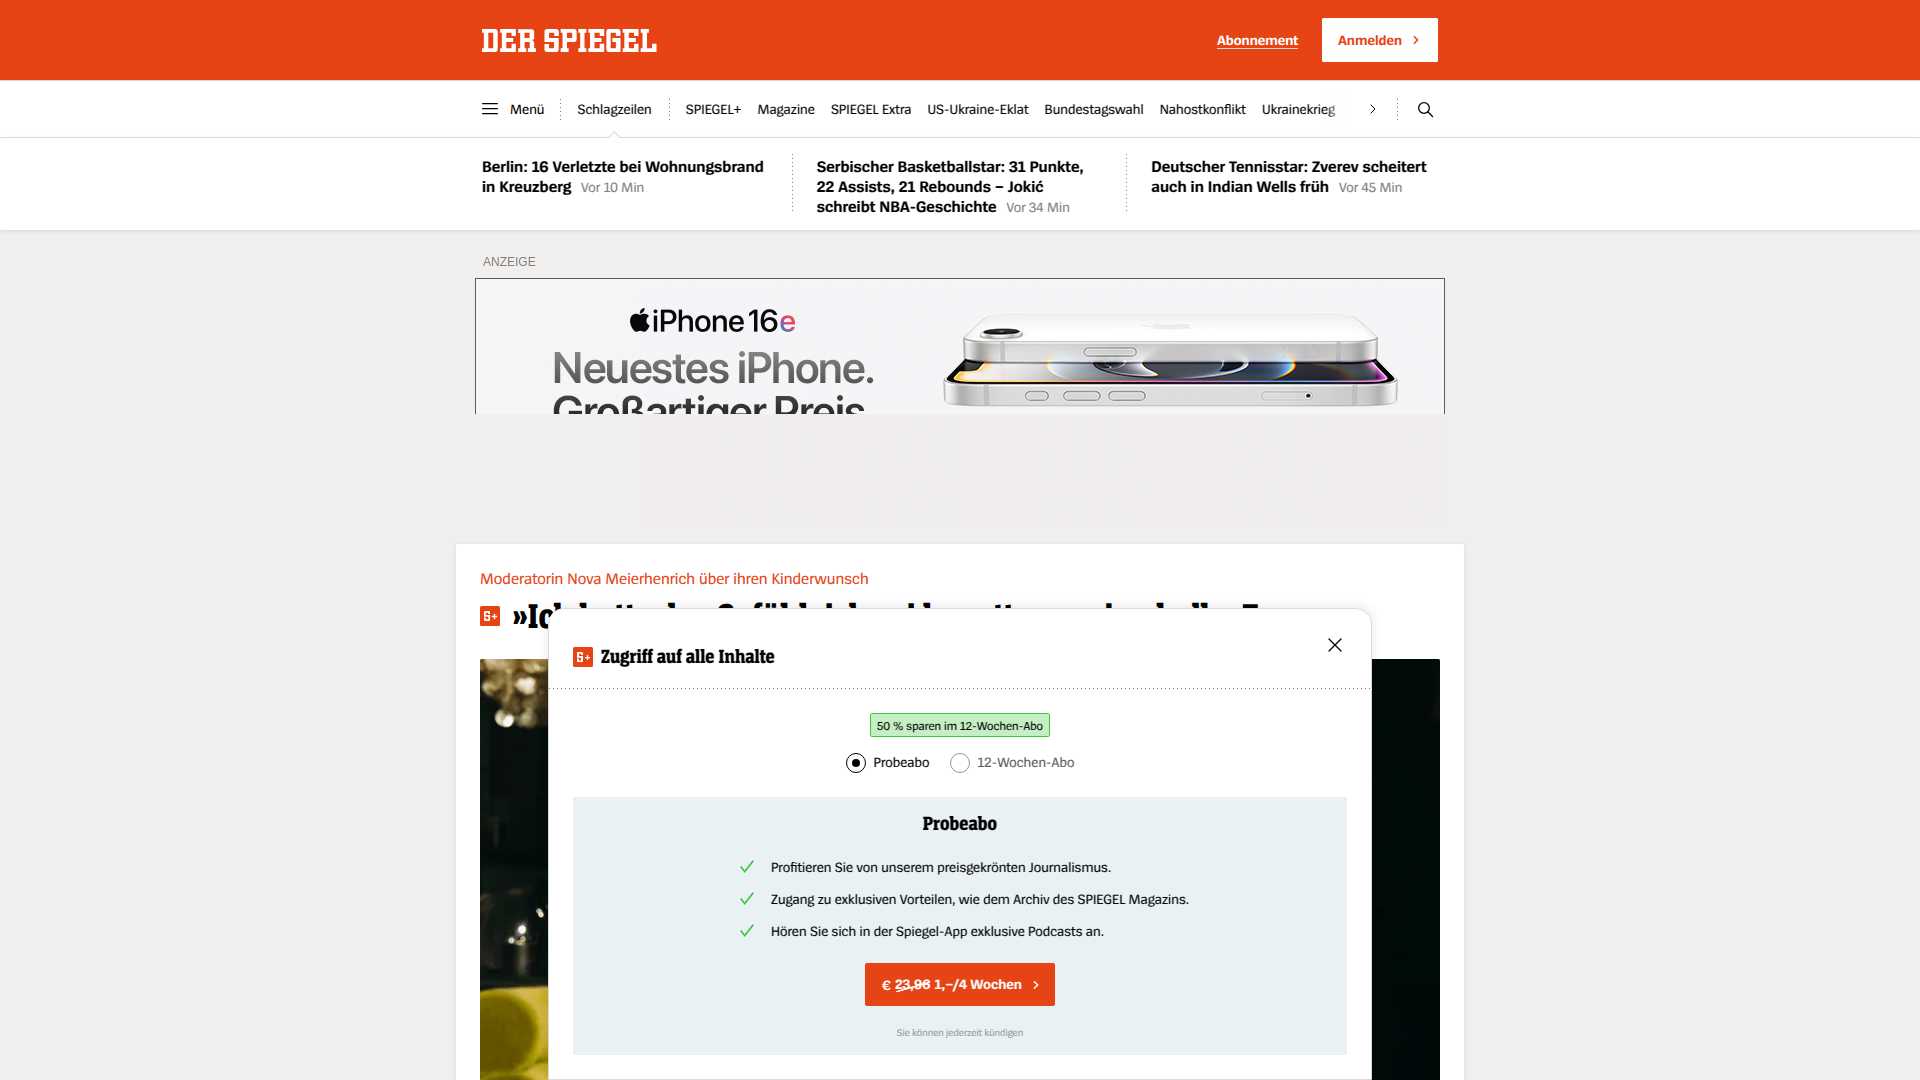 DER SPIEGEL
Abonnement
Anmelden
Menü
Schlagzeilen
SPIEGEL+
Magazine
SPIEGEL Extra
US-Ukraine-Eklat
Bundestagswahl
Nahostkonflikt
Ukrainekrieg
Berlin: 16 Verletzte bei Wohnungsbrand
in Kreuzberg Vor 10 Min
Serbischer Basketballstar: 31 Punkte,
22 Assists, 21 Rebounds – Jokić
schreibt NBA-Geschichte Vor 34 Min
Deutscher Tennisstar: Zverev scheitert
auch in Indian Wells früh Vor 45 Min
ANZEIGE
iPhone 16e
Neuestes iPhone.
Großartiger Preis.
Moderatorin Nova Meierhenrich über ihren Kinderwunsch
Zugriff auf alle Inhalte
50 % sparen im 12-Wochen-Abo
Probeabo
12-Wochen-Abo
Probeabo
Profitieren Sie von unserem preisgekrönten Journalismus.
Zugang zu exklusiven Vorteilen, wie dem Archiv des SPIEGEL Magazins.
Hören Sie sich in der Spiegel-App exklusive Podcasts an.
€ 23,96 1,–/4 Wochen
Sie können jederzeit kündigen